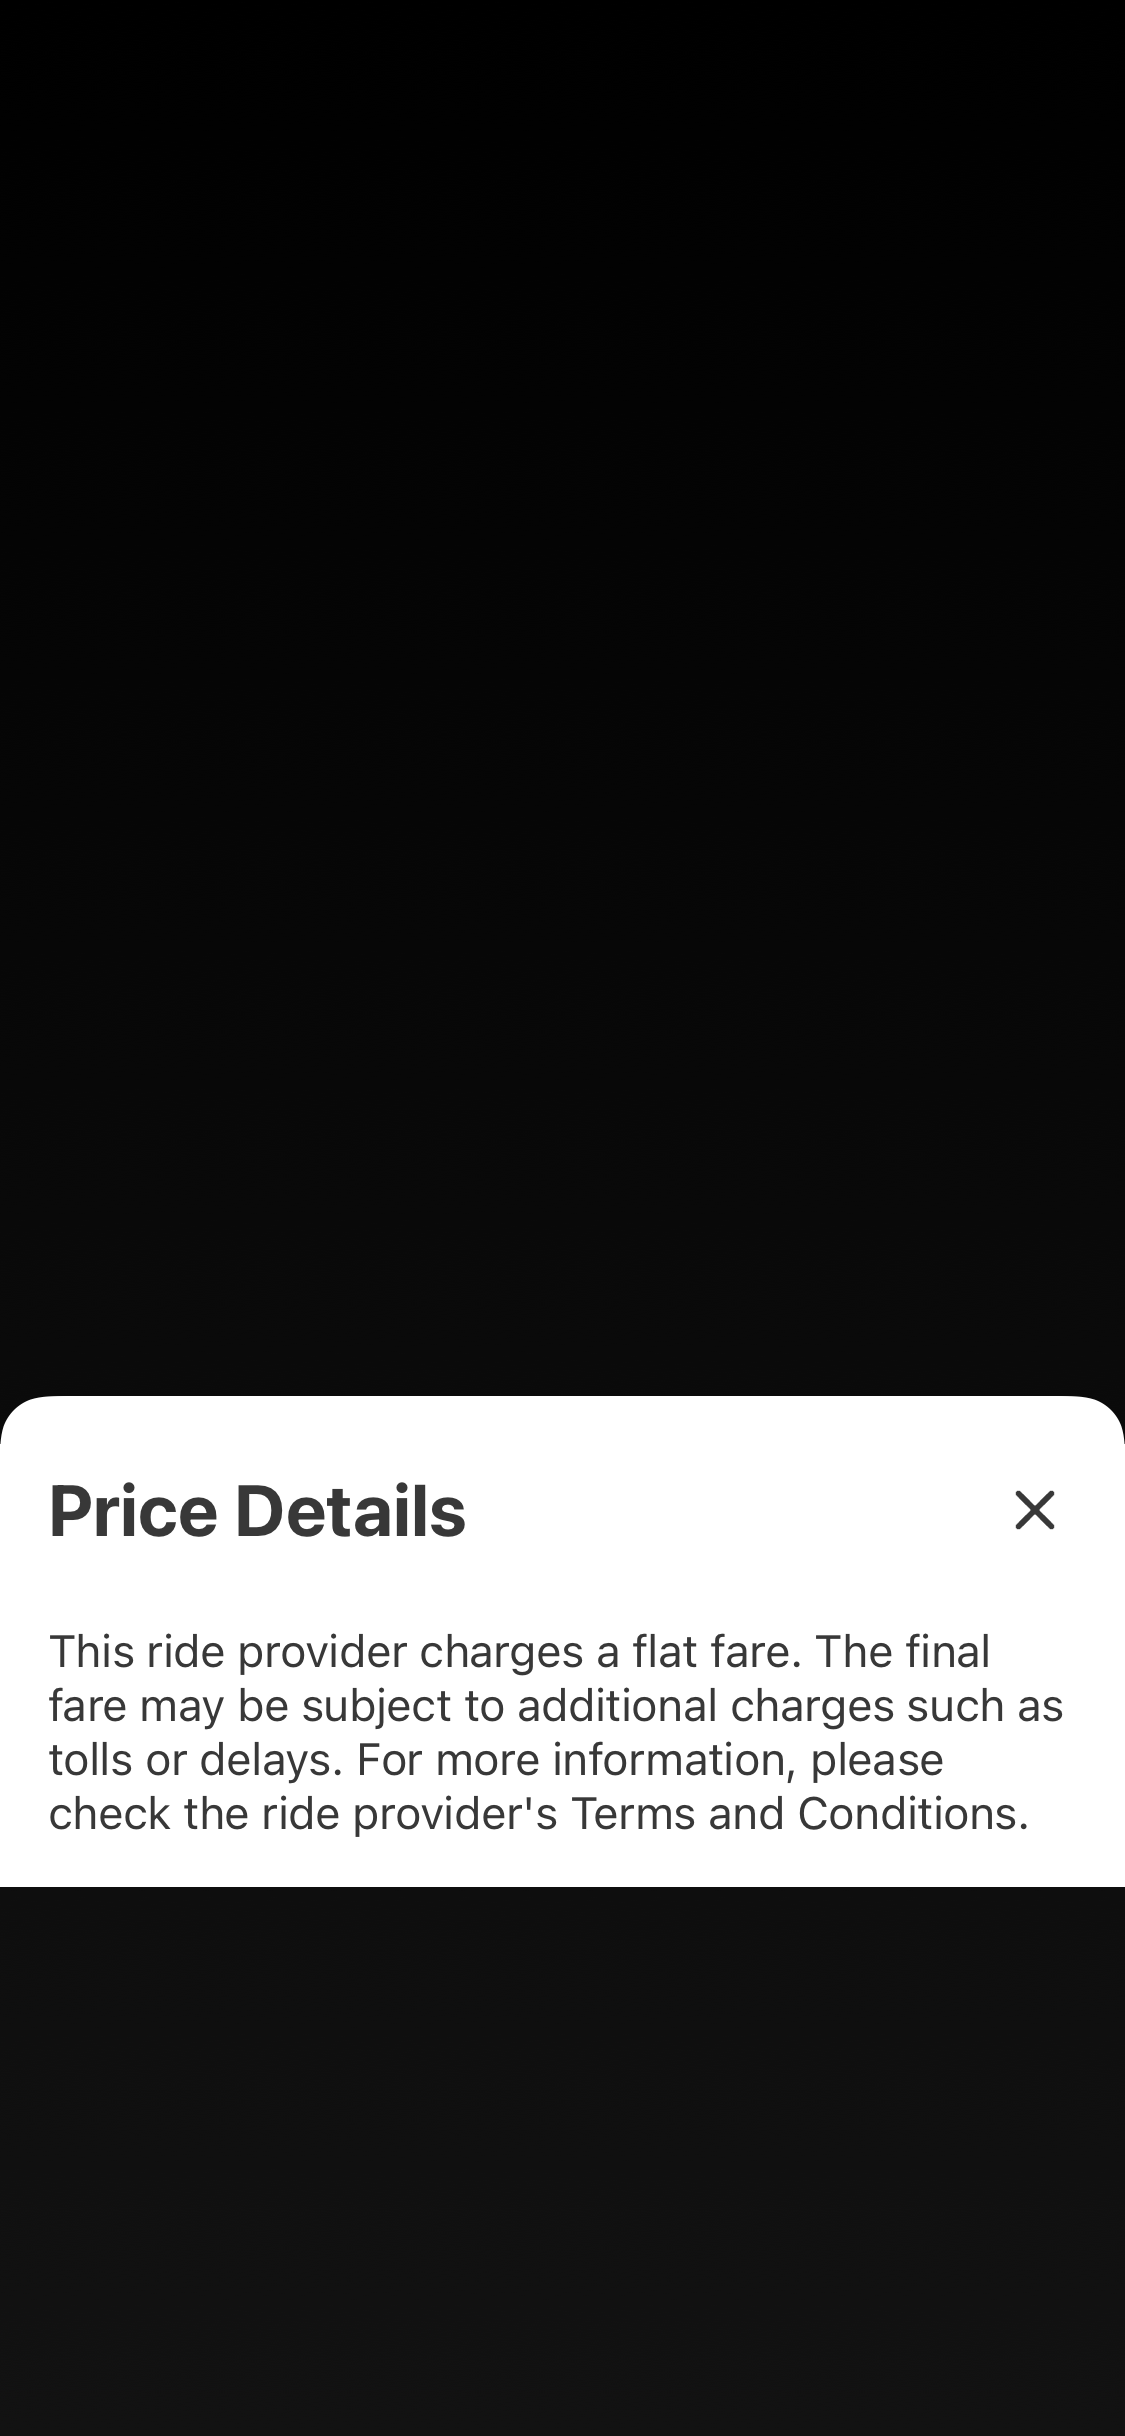 Price Details
This ride provider charges a flat fare. The final
fare may be subject to additional charges such as
tolls or delays. For more information, please
check the ride provider's Terms and Conditions.